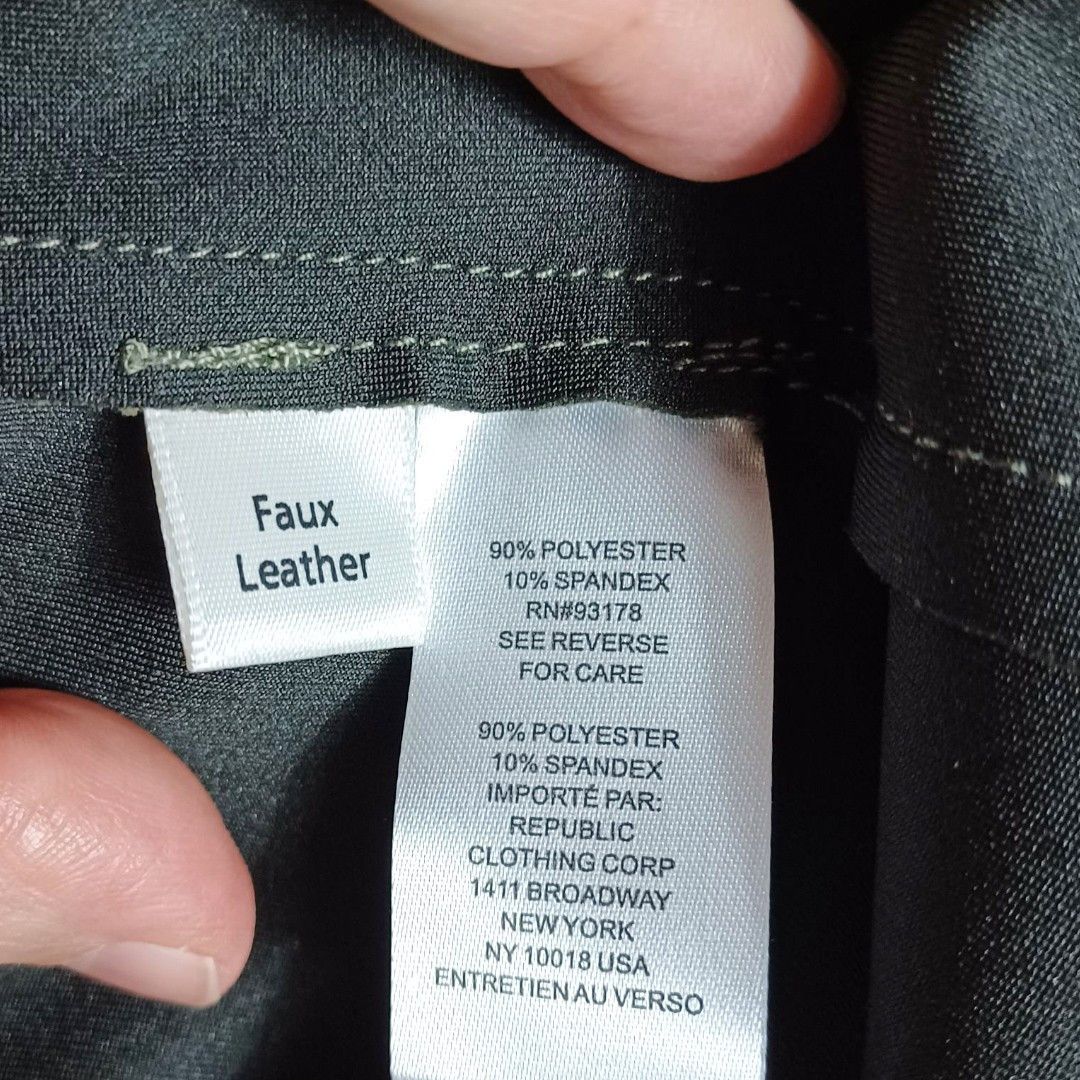 Faux
Leather
90% POLYESTER
10% SPANDEX
RN#93178
SEE REVERSE
FOR CARE
90% POLYESTER
10% SPANDEX
IMPORTÉ PAR:
REPUBLIC
CLOTHING CORP
1411 BROADWAY
NEW YORK
NY 10018 USA
ENTRETIEN AU VERSO